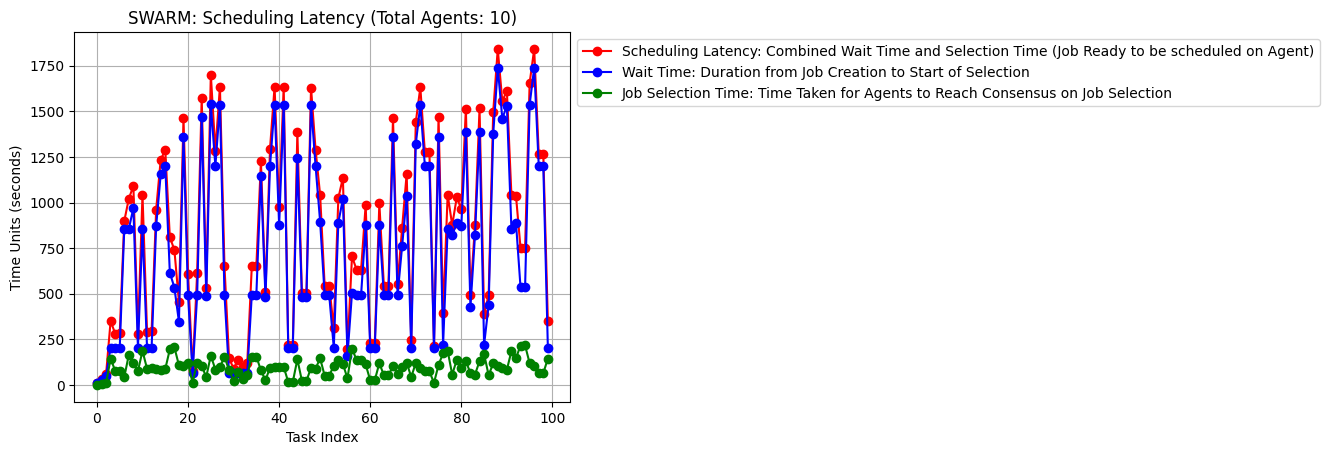 SWARM: Scheduling Latency (Total Agents: 10)
Scheduling Latency: Combined Wait Time and Selection Time (Job Ready to be scheduled on Agent)
Wait Time: Duration from Job Creation to Start of Selection
Job Selection Time: Time Taken for Agents to Reach Consensus on Job Selection
Time Units (seconds)
1750
1500
1250
1000
750
500
250
0
0 20 40 60 80 100
Task Index